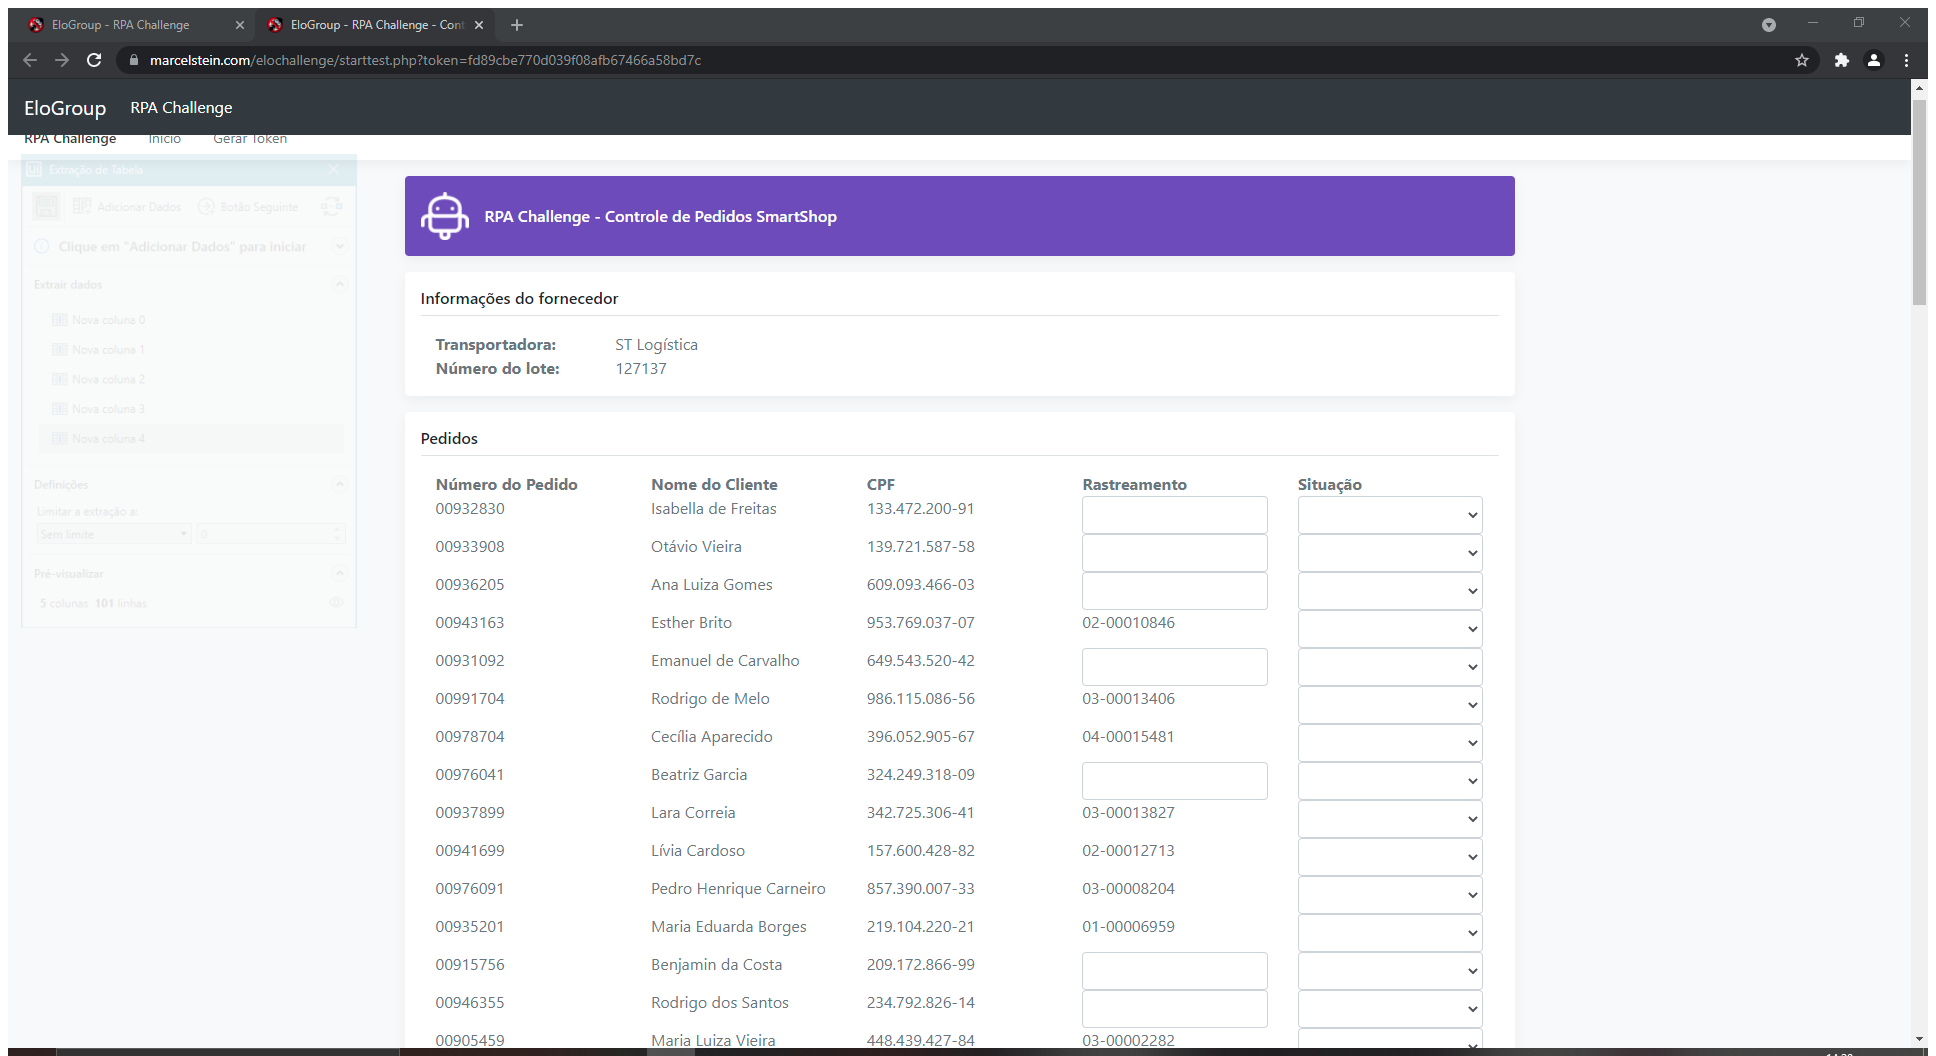 EloGroup - RPA Challenge
EloGroup - RPA Challenge - Cont
marcelstein.com/elochallenge/starttest.php?token=fd89cbe770d039f08afb67466a58bd7c
EloGroup RPA Challenge
RPA Challenge Início Gerar Token
Extração de Tabela
Adicionar Dados Botão Seguinte
Clique em "Adicionar Dados" para iniciar
Extrair dados
Nova coluna 0
Nova coluna 1
Nova coluna 2
Nova coluna 3
Nova coluna 4
Definições
Limitar a extração a:
Sem limite 0
Pré-visualizar
5 colunas 101 linhas
RPA Challenge - Controle de Pedidos SmartShop
Informações do fornecedor
Transportadora: ST Logística
Número do lote: 127137
Pedidos
Número do Pedido Nome do Cliente CPF Rastreamento Situação
00932830 Isabella de Freitas 133.472.200-91
00933908 Otávio Vieira 139.721.587-58
00936205 Ana Luiza Gomes 609.093.466-03
00943163 Esther Brito 953.769.037-07 02-00010846
00931092 Emanuel de Carvalho 649.543.520-42
00991704 Rodrigo de Melo 986.115.086-56 03-00013406
00978704 Cecília Aparecido 396.052.905-67 04-00015481
00976041 Beatriz Garcia 324.249.318-09
00937899 Lara Correia 342.725.306-41 03-00013827
00941699 Lívia Cardoso 157.600.428-82 02-00012713
00976091 Pedro Henrique Carneiro 857.390.007-33 03-00008204
00935201 Maria Eduarda Borges 219.104.220-21 01-00006959
00915756 Benjamin da Costa 209.172.866-99
00946355 Rodrigo dos Santos 234.792.826-14
00905459 Maria Luiza Vieira 448.439.427-84 03-00002282